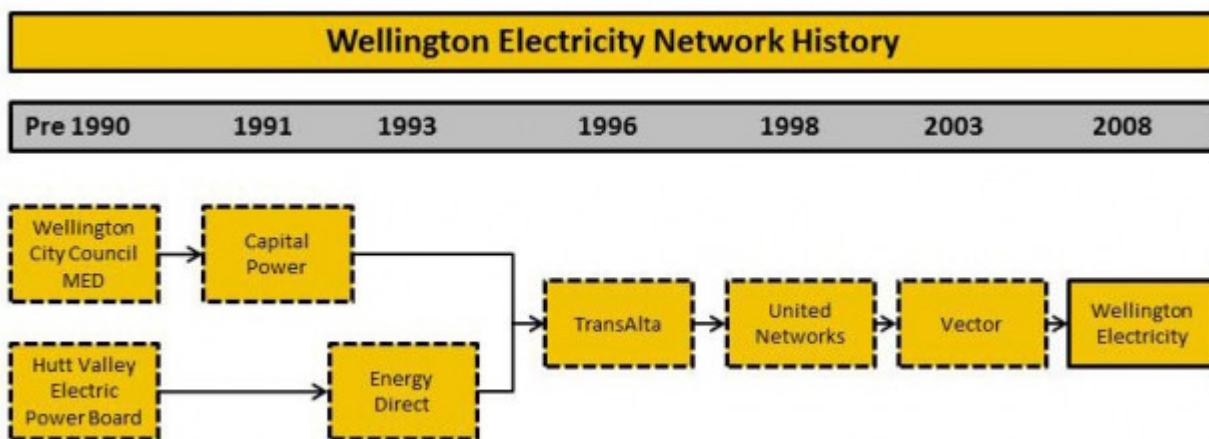 Wellington Electricity Network History
Pre 1990 1991 1993 1996 1998 2003 2008
Wellington
City Council
MED
Capital
Power
Hutt Valley
Electric
Power Board
Energy
Direct
TransAlta
United
Networks
Vector
Wellington
Electricity